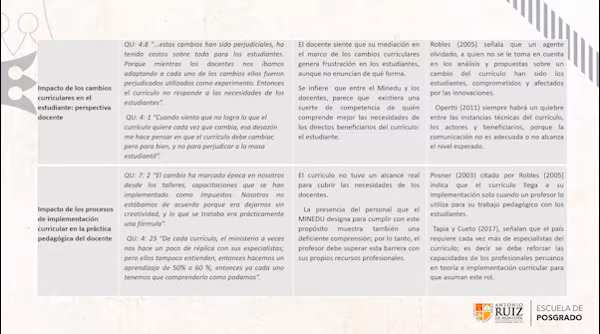 Impacto de los cambios
curriculares en el
estudiante: perspectiva
docente
QU: 4.8 "…estos cambios han sido perjudiciales, ha
tenido costos sobre todo para los estudiantes.
Porque mientras los docentes nos íbamos
adaptando a cada uno de los cambios ellos fueron
perjudicados utilizados como experimento. Entonces
el currículo no responde a las necesidades de los
estudiantes".
QU: 4: 1 "Cuando siento que no logro lo que el
currículo quiere cada vez que cambia, esa desazón
me hace pensar en que el currículo debe cambiar,
pero para bien, y no para perjudicar a la masa
estudiantil".
El docente siente que su mediación en
el marco de los cambios curriculares
genera frustración en los estudiantes,
aunque no enuncian de qué forma.
Se infiere que entre el Minedu y los
docentes, parece que existiera una
suerte de competencia de quién
comprende mejor las necesidades de
los directos beneficiarios del currículo:
el estudiante.
Robles (2005) señala que un agente
olvidado, a quien no se le toma en cuenta
en los análisis y propuestas sobre un
cambio del currículo han sido los
estudiantes, comprometidos y afectados
por las innovaciones.
Opertti (2011) siempre habrá un quiebre
entre las instancias técnicas del currículo,
los actores y beneficiarios, porque la
comunicación no es adecuada o no alcanza
el nivel esperado.
Impacto de los procesos
de implementación
curricular en la práctica
pedagógica del docente
QU: 7: 2 "El cambio ha marcado época en nosotros
desde los talleres, capacitaciones que se han
implementado como impuestos. Nosotros no
estábamos de acuerdo porque era dejarnos sin
creatividad, y lo que se trataba era prácticamente
una fórmula".
QU: 4: 25 "De cada currículo, el ministerio a veces
nos hace un poco de réplica con sus especialistas;
pero ellos tampoco entienden, entonces hacemos un
aprendizaje de 50% o 60 %, entonces ya cada uno
tenemos que comprenderlo como podamos".
El currículo no tuvo un alcance real
para cubrir las necesidades de los
docentes.
La presencia del personal que el
MINEDU designa para cumplir con este
propósito muestra también una
deficiente comprensión; por lo tanto, el
profesor debe superar esta barrera con
sus propios recursos profesionales.
Posner (2003) citado por Robles (2005)
indica que el currículo llega a su
implementación solo cuando un profesor lo
utiliza para su trabajo pedagógico con los
estudiantes.
Tapia y Cueto (2017), señalan que el país
requiere cada vez más de especialistas del
currículo; es decir se debe reforzar las
capacidades de los profesionales peruanos
en teoría e implementación curricular para
que asuman este rol.
ANTONIO
RUIZ
DE MONTOYA
ESCUELA DE
POSGRADO